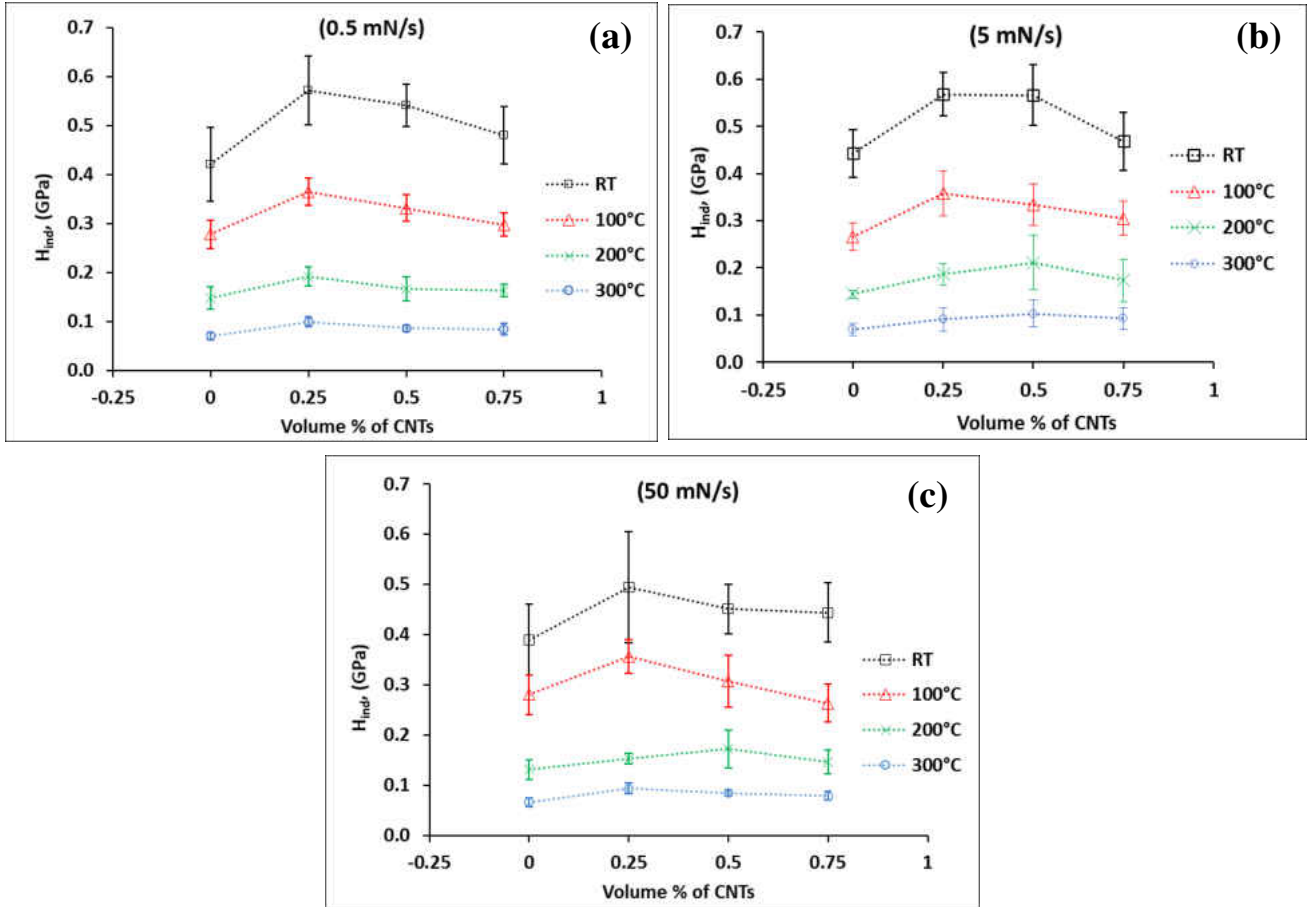 (0.5 mN/s)
(a)
0.7
0.6
0.5
0.4
0.3
0.2
0.1
0.0
H_ind, (GPa)
RT
100°C
200°C
300°C
-0.25 0 0.25 0.5 0.75 1
Volume % of CNTs
(5 mN/s)
(b)
0.7
0.6
0.5
0.4
0.3
0.2
0.1
0.0
H_ind, (GPa)
RT
100°C
200°C
300°C
-0.25 0 0.25 0.5 0.75 1
Volume % of CNTs
(50 mN/s)
(c)
0.7
0.6
0.5
0.4
0.3
0.2
0.1
0.0
H_ind, (GPa)
RT
100°C
200°C
300°C
-0.25 0 0.25 0.5 0.75 1
Volume % of CNTs